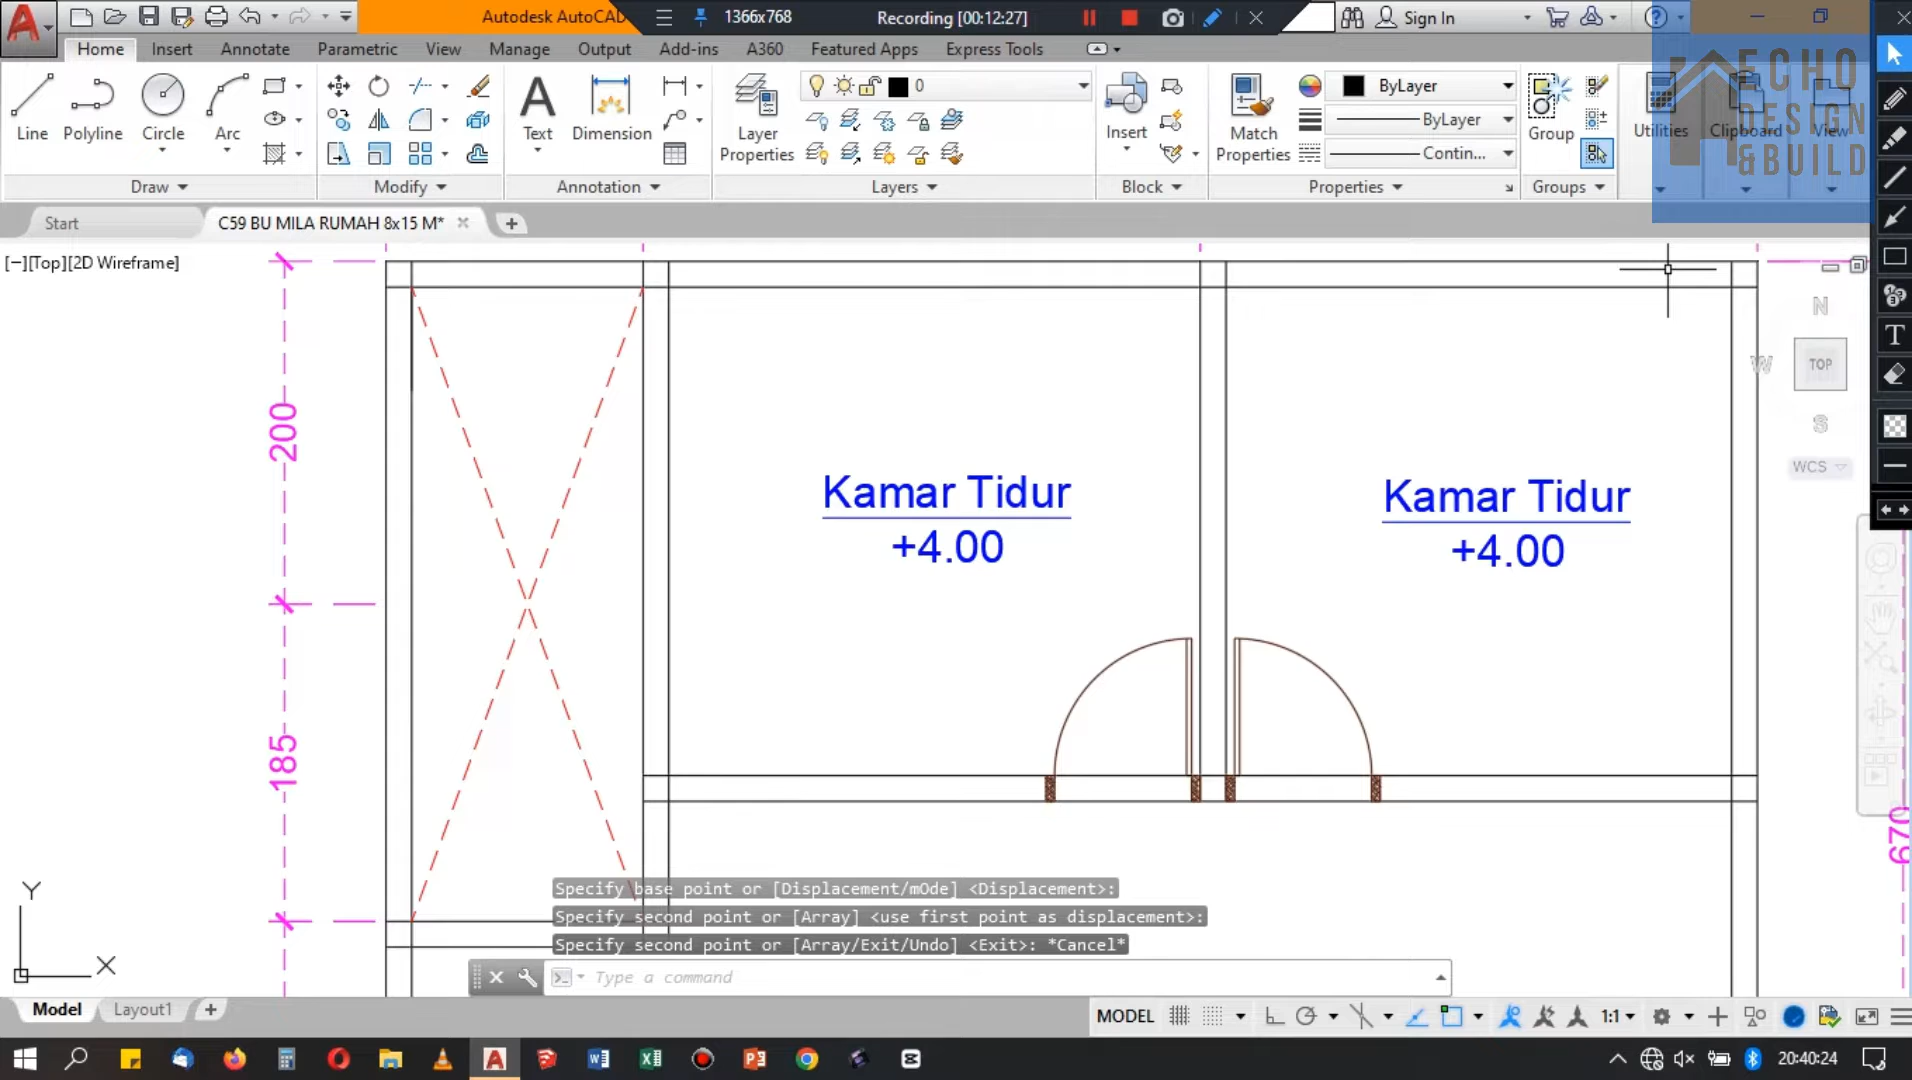 Autodesk AutoCAD
1366x768
Recording [00:12:27]
Sign In
Home
Insert
Annotate
Parametric
View
Manage
Output
Add-ins
A360
Featured Apps
Express Tools
Line
Polyline
Circle
Arc
Draw
Modify
Text
Dimension
Annotation
Layer
Properties
0
Layers
Insert
Block
Match
Properties
ByLayer
ByLayer
Contin...
Properties
Group
Groups
Utilities
Clipboard
View
ECHO
DESIGN
&BUILD
Start
C59 BU MILA RUMAH 8x15 M*
[−][Top][2D Wireframe]
N
W
TOP
S
WCS
200
185
670
Kamar Tidur
+4.00
Kamar Tidur
+4.00
Y
X
Specify base point or [Displacement/mOde] <Displacement>:
Specify second point or [Array] <use first point as displacement>:
Specify second point or [Array/Exit/Undo] <Exit>: *Cancel*
Type a command
Model
Layout1
MODEL
1:1
20:40:24